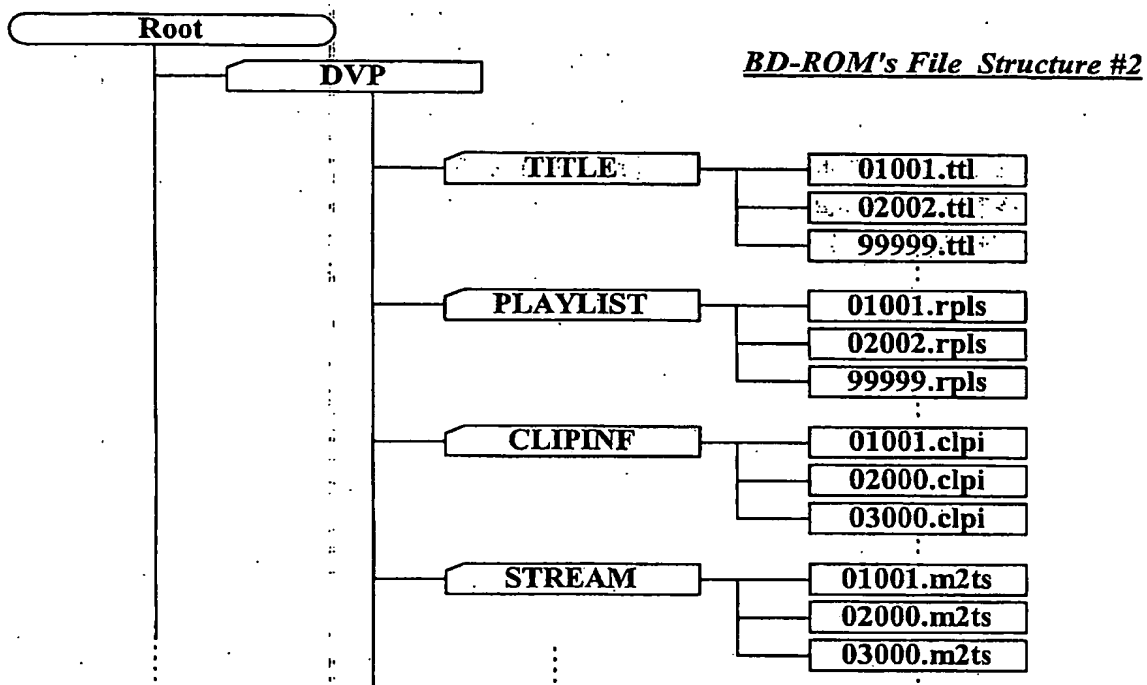 Root
DVP
BD-ROM's File Structure #2
TITLE
01001.ttl
02002.ttl
99999.ttl
PLAYLIST
01001.rpls
02002.rpls
99999.rpls
CLIPINF
01001.clpi
02000.clpi
03000.clpi
STREAM
01001.m2ts
02000.m2ts
03000.m2ts